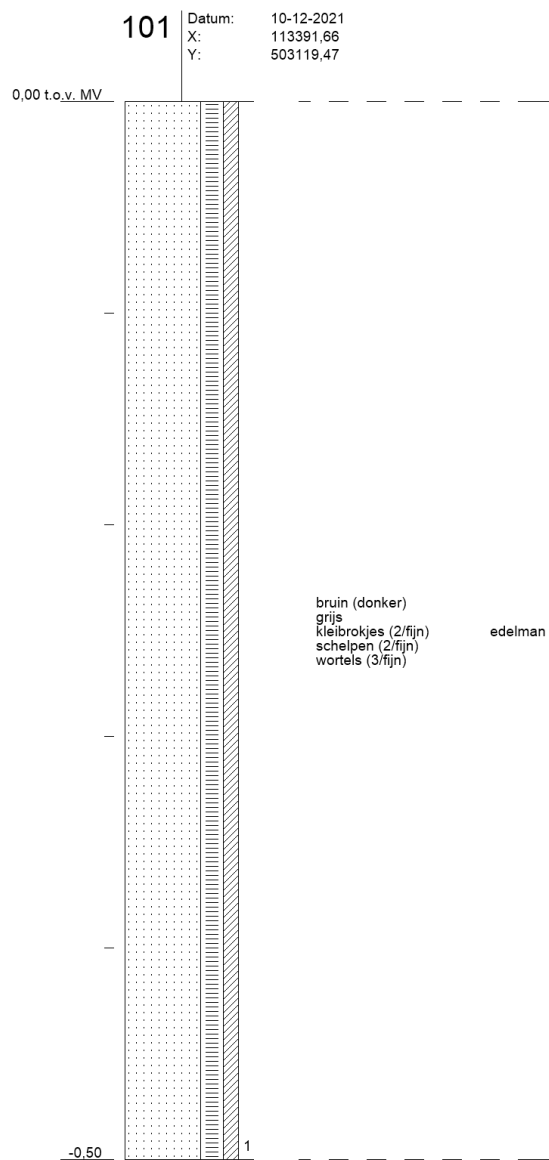 101
Datum: 10-12-2021
X: 113391,66
Y: 503119,47
0,00 t.o.v. MV
bruin (donker)
grijs
kleibrokjes (2/fijn) edelman
schelpen (2/fijn)
wortels (3/fijn)
1
-0,50